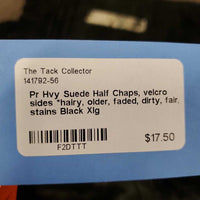 The Tack Collector
141792-56
Pr Hvy Suede Half Chaps, velcro
sides *hairy, older, faded, dirty, fair,
stains Black Xlg
$17.50
F2DTTT